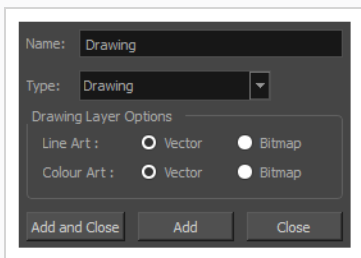 Name: Drawing
Type: Drawing
Drawing Layer Options
Line Art : Vector Bitmap
Colour Art : Vector Bitmap
Add and Close Add Close